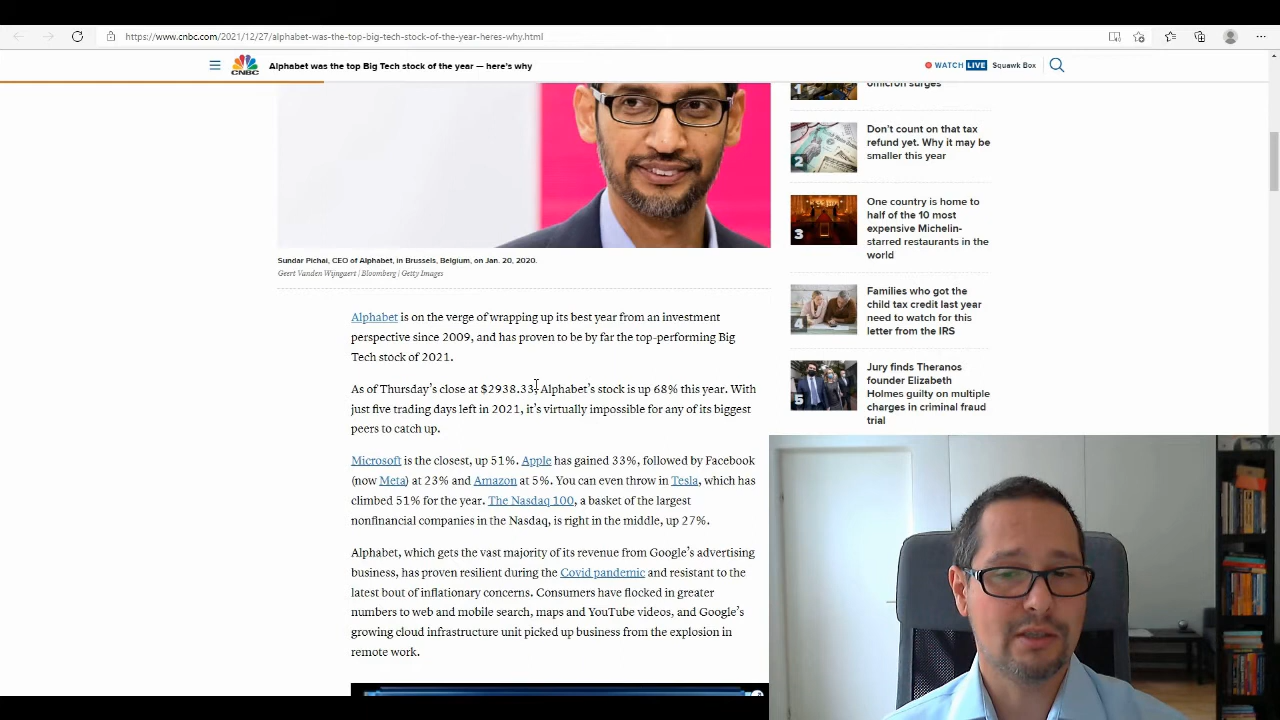 https://www.cnbc.com/2021/12/27/alphabet-was-the-top-big-tech-stock-of-the-year-heres-why.html
CNBC
Alphabet was the top Big Tech stock of the year — here's why
WATCH LIVE Squawk Box
Sundar Pichai, CEO of Alphabet, in Brussels, Belgium, on Jan. 20, 2020.
Geert Vanden Wijngaert | Bloomberg | Getty Images
Alphabet is on the verge of wrapping up its best year from an investment
perspective since 2009, and has proven to be by far the top-performing Big
Tech stock of 2021.
As of Thursday's close at $2938.33, Alphabet's stock is up 68% this year. With
just five trading days left in 2021, it's virtually impossible for any of its biggest
peers to catch up.
Microsoft is the closest, up 51%. Apple has gained 33%, followed by Facebook
(now Meta) at 23% and Amazon at 5%. You can even throw in Tesla, which has
climbed 51% for the year. The Nasdaq 100, a basket of the largest
nonfinancial companies in the Nasdaq, is right in the middle, up 27%.
Alphabet, which gets the vast majority of its revenue from Google's advertising
business, has proven resilient during the Covid pandemic and resistant to the
latest bout of inflationary concerns. Consumers have flocked in greater
numbers to web and mobile search, maps and YouTube videos, and Google's
growing cloud infrastructure unit picked up business from the explosion in
remote work.
1
omicron surges
2
Don't count on that tax
refund yet. Why it may be
smaller this year
3
One country is home to
half of the 10 most
expensive Michelin-
starred restaurants in the
world
4
Families who got the
child tax credit last year
need to watch for this
letter from the IRS
5
Jury finds Theranos
founder Elizabeth
Holmes guilty on multiple
charges in criminal fraud
trial